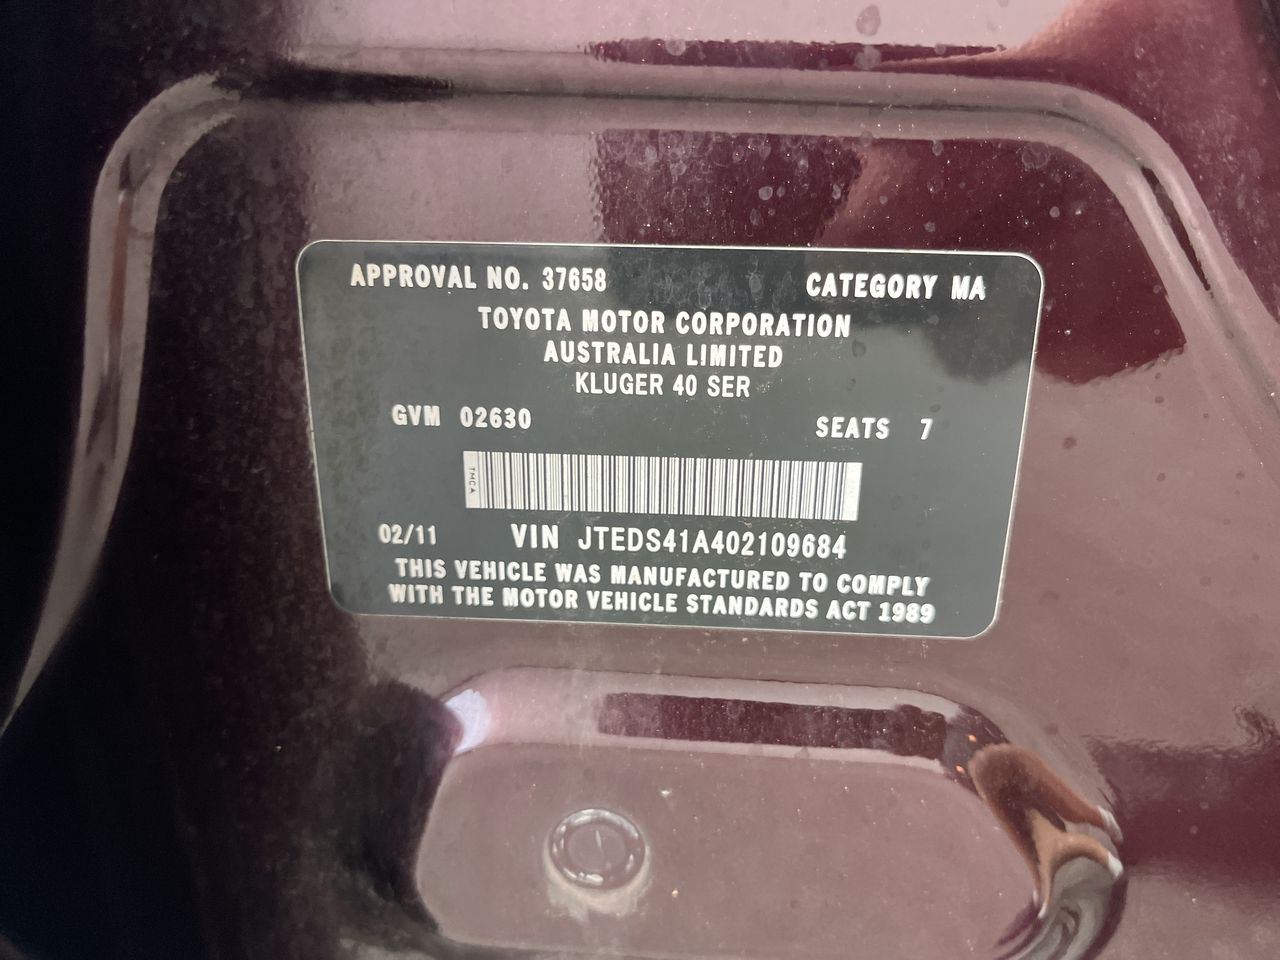 APPROVAL NO. 37658 CATEGORY MA
TOYOTA MOTOR CORPORATION
AUSTRALIA LIMITED
KLUGER 40 SER
GVM 02630 SEATS 7
TMCA
02/11 VIN JTEDS41A402109684
THIS VEHICLE WAS MANUFACTURED TO COMPLY
WITH THE MOTOR VEHICLE STANDARDS ACT 1989